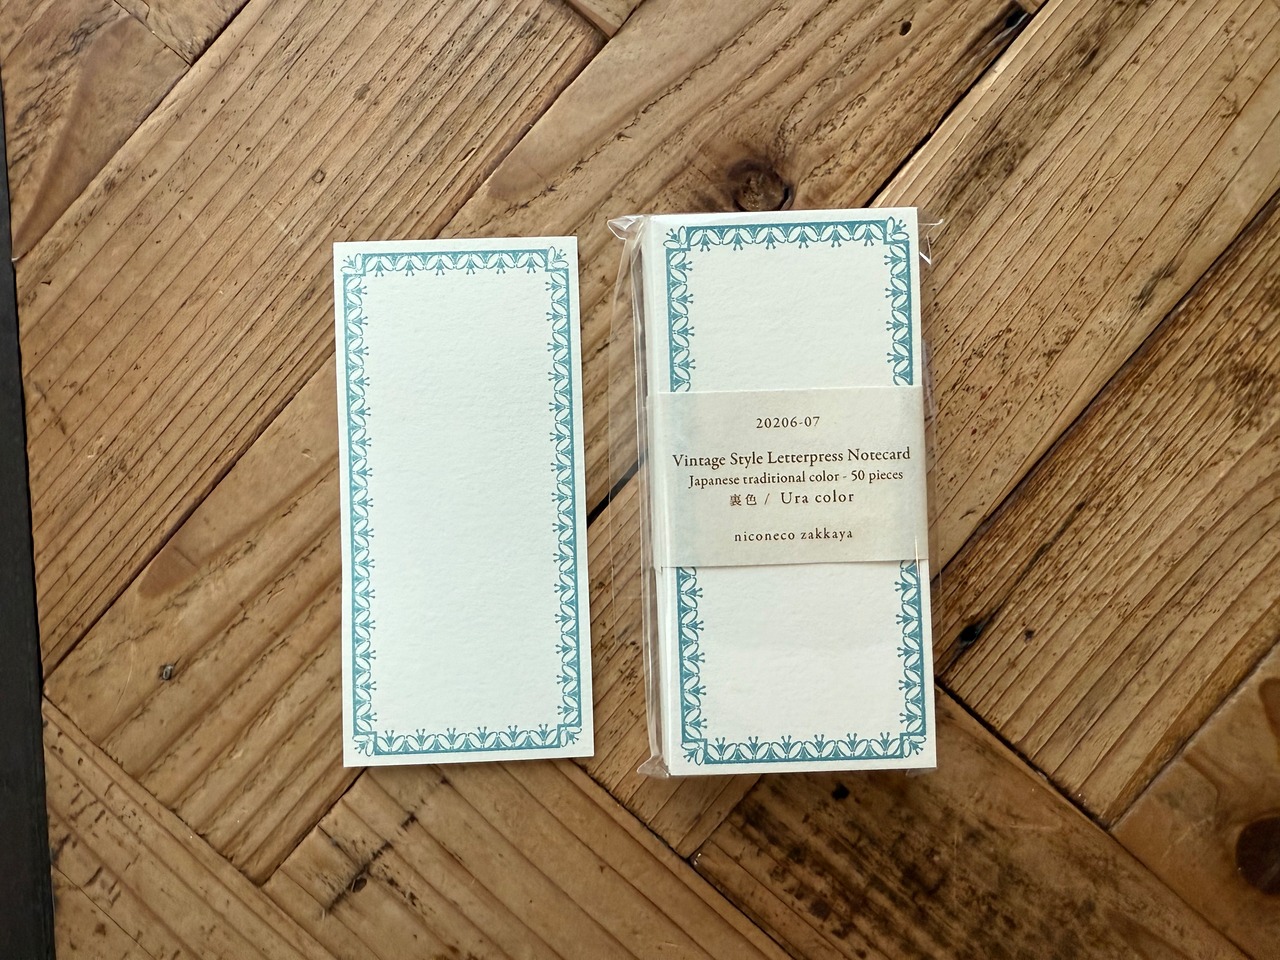 20206-07
Vintage Style Letterpress Notecard
Japanese traditional color - 50 pieces
裏色 / Ura color
niconeco zakkaya